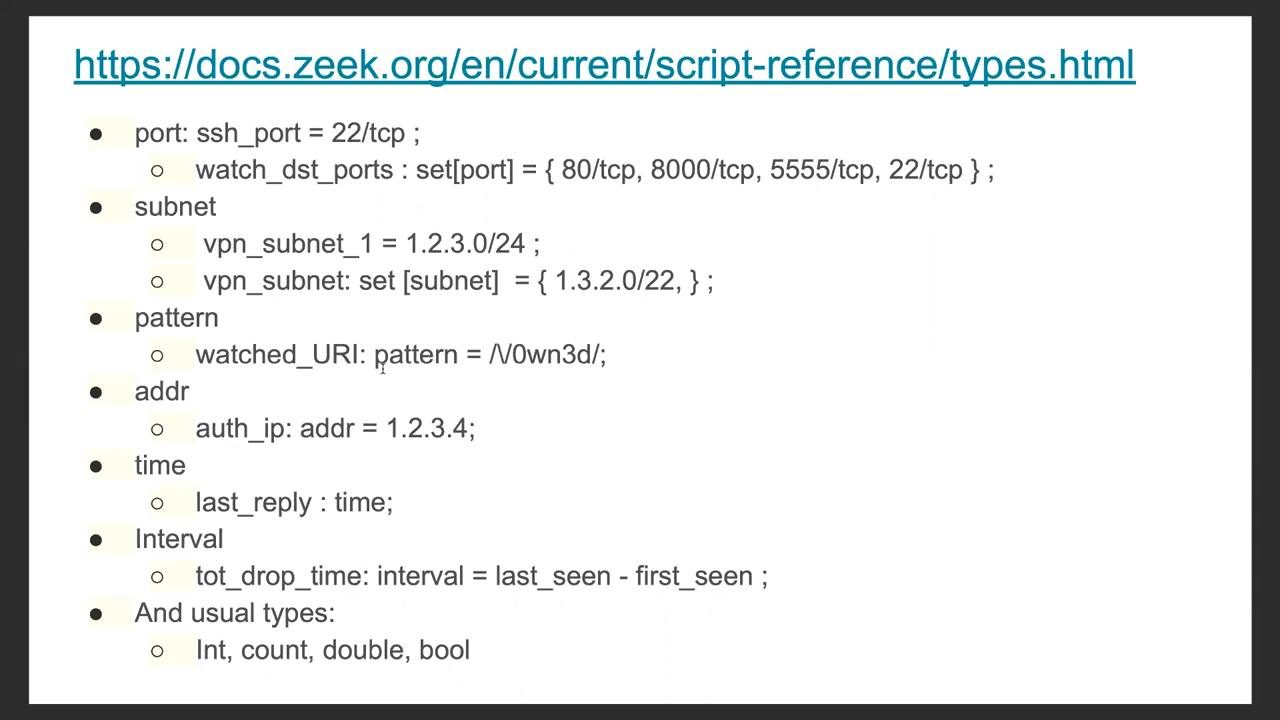 https://docs.zeek.org/en/current/script-reference/types.html
● port: ssh_port = 22/tcp ;
○ watch_dst_ports : set[port] = { 80/tcp, 8000/tcp, 5555/tcp, 22/tcp } ;
● subnet
○ vpn_subnet_1 = 1.2.3.0/24 ;
○ vpn_subnet: set [subnet] = { 1.3.2.0/22, } ;
● pattern
○ watched_URI: pattern = /\/0wn3d/;
● addr
○ auth_ip: addr = 1.2.3.4;
● time
○ last_reply : time;
● Interval
○ tot_drop_time: interval = last_seen - first_seen ;
● And usual types:
○ Int, count, double, bool